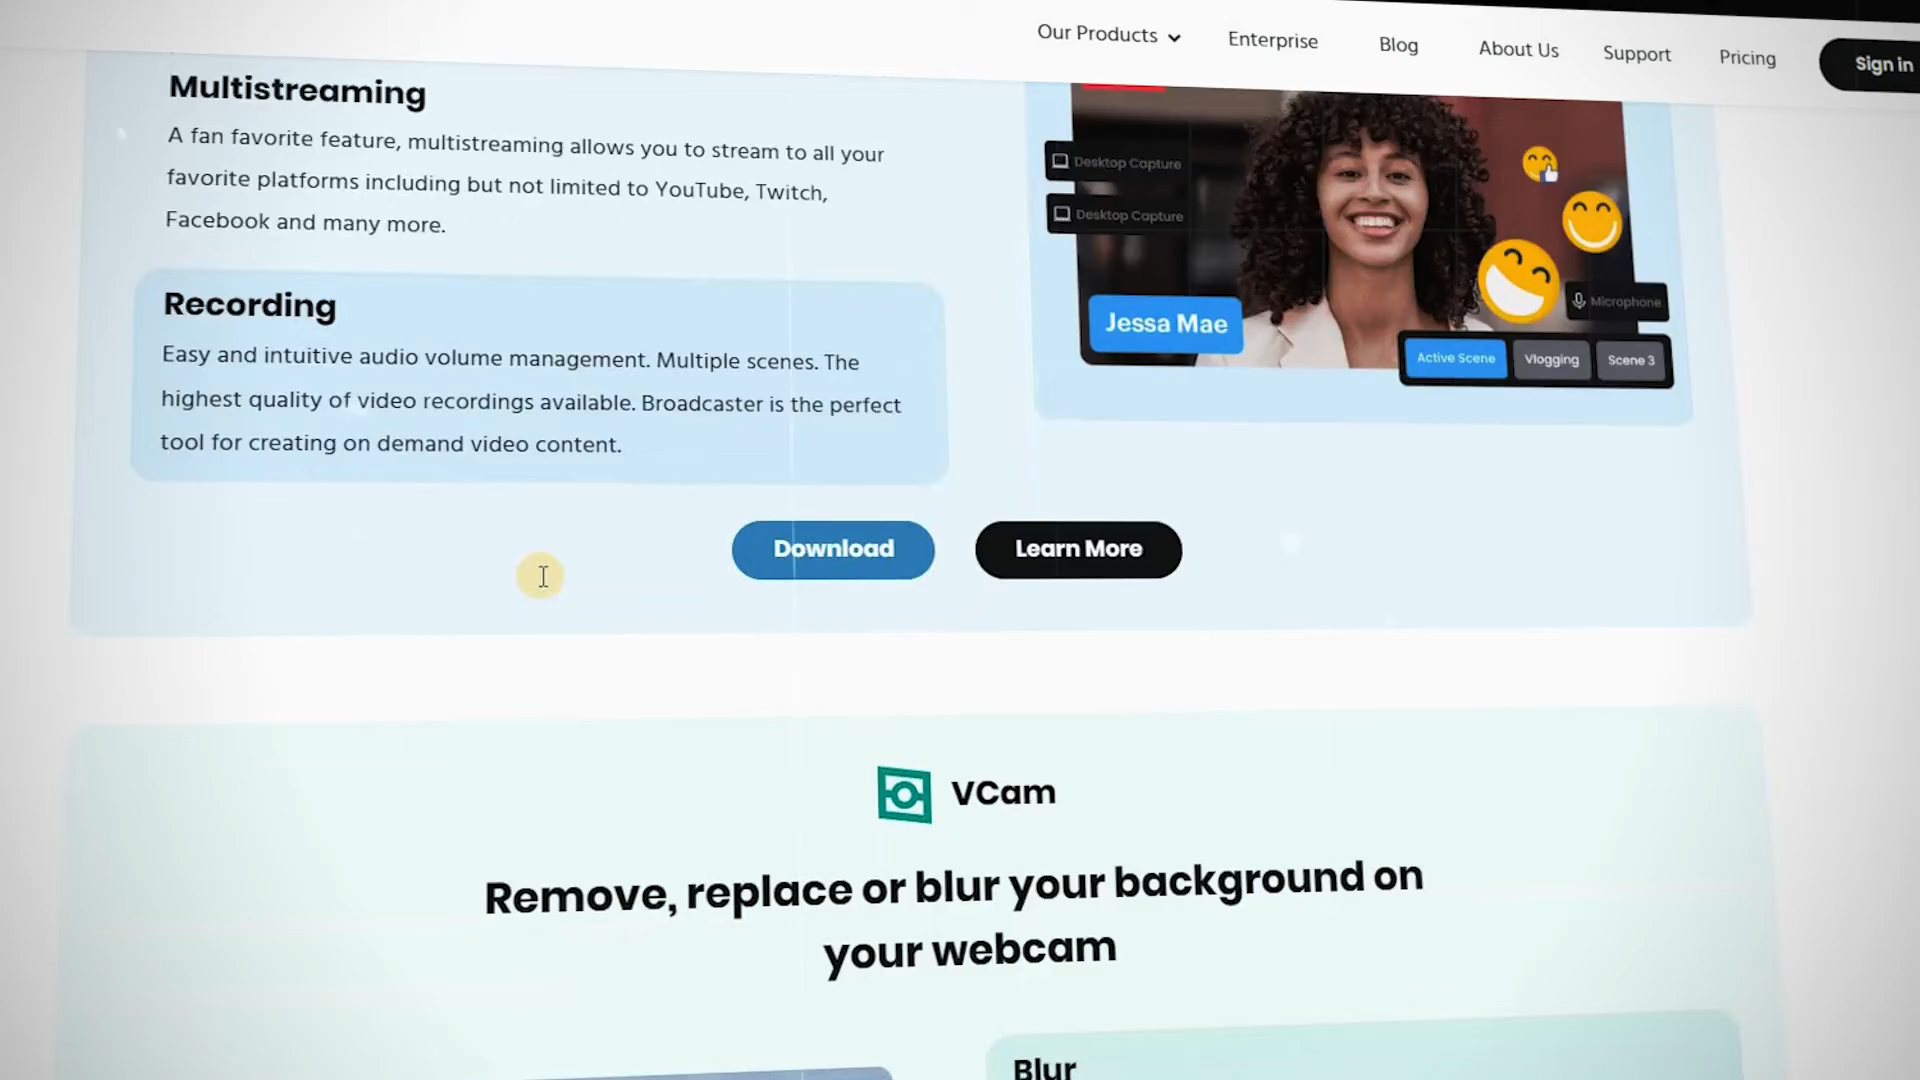 Our Products
Enterprise
Blog
About Us
Support
Pricing
Sign in
Multistreaming
A fan favorite feature, multistreaming allows you to stream to all your
favorite platforms including but not limited to YouTube, Twitch,
Facebook and many more.
Recording
Easy and intuitive audio volume management. Multiple scenes. The
highest quality of video recordings available. Broadcaster is the perfect
tool for creating on demand video content.
Desktop Capture
Desktop Capture
Jessa Mae
Microphone
Active Scene
Vlogging
Scene 3
Download
Learn More
VCam
Remove, replace or blur your background on
your webcam
Blur